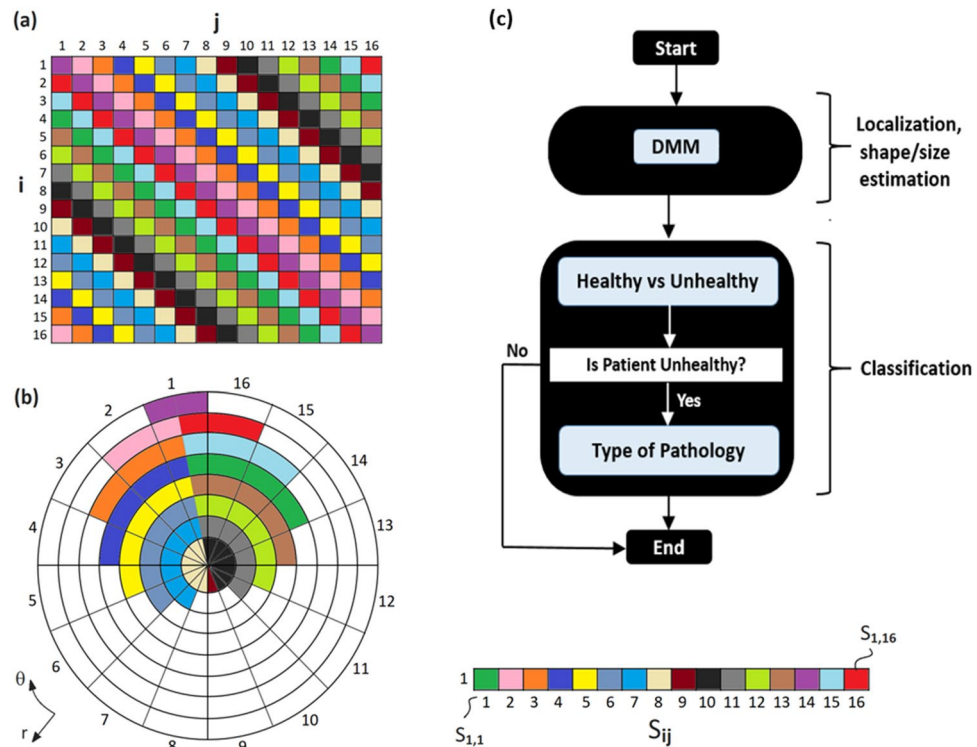 (a)
j
1 2 3 4 5 6 7 8 9 10 11 12 13 14 15 16
i
1
2
3
4
5
6
7
8
9
10
11
12
13
14
15
16
(b)
1
2
3
4
5
6
7
8
9
10
11
12
13
14
15
16
θ
r
(c)
Start
DMM
Localization,
shape/size
estimation
Healthy vs Unhealthy
No
Is Patient Unhealthy?
Yes
Type of Pathology
Classification
End
S1,16
1
1 2 3 4 5 6 7 8 9 10 11 12 13 14 15 16
S1,1
Sij